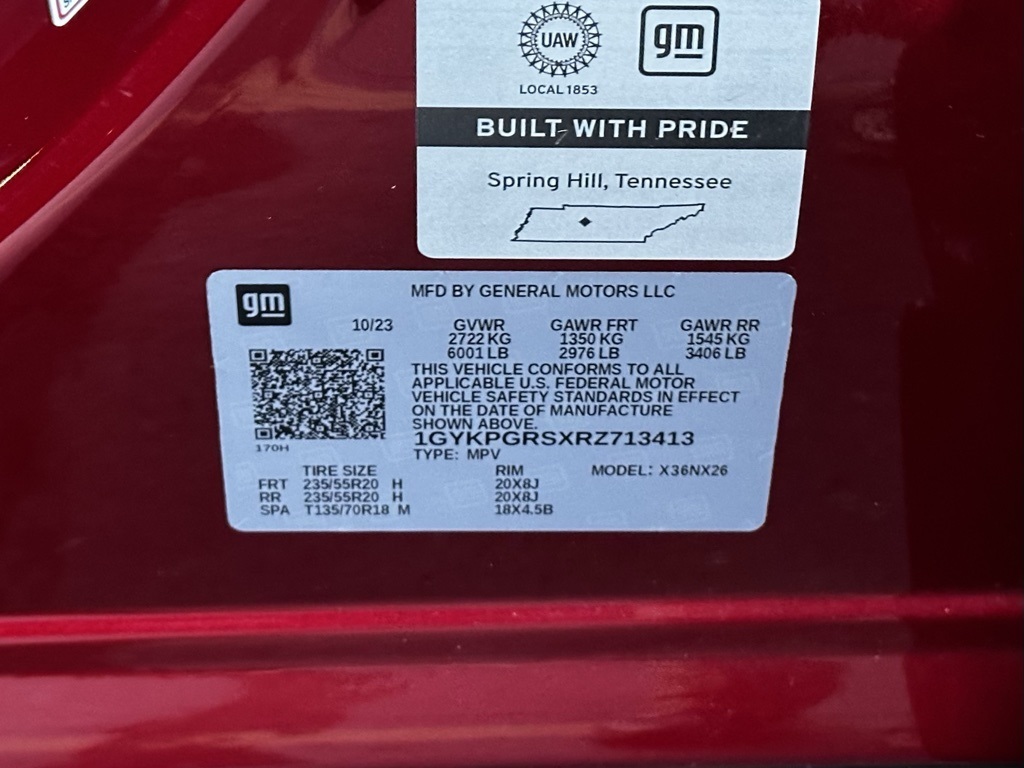 UAW
gm
LOCAL 1853
BUILT WITH PRIDE
Spring Hill, Tennessee
gm
MFD BY GENERAL MOTORS LLC
10/23 GVWR GAWR FRT GAWR RR
2722 KG 1350 KG 1545 KG
6001 LB 2976 LB 3406 LB
THIS VEHICLE CONFORMS TO ALL
APPLICABLE U.S. FEDERAL MOTOR
VEHICLE SAFETY STANDARDS IN EFFECT
ON THE DATE OF MANUFACTURE
SHOWN ABOVE.
1GYKPGRSXRZ713413
170H
TYPE: MPV
TIRE SIZE RIM MODEL: X36NX26
FRT 235/55R20 H 20X8J
RR 235/55R20 H 20X8J
SPA T135/70R18 M 18X4.5B